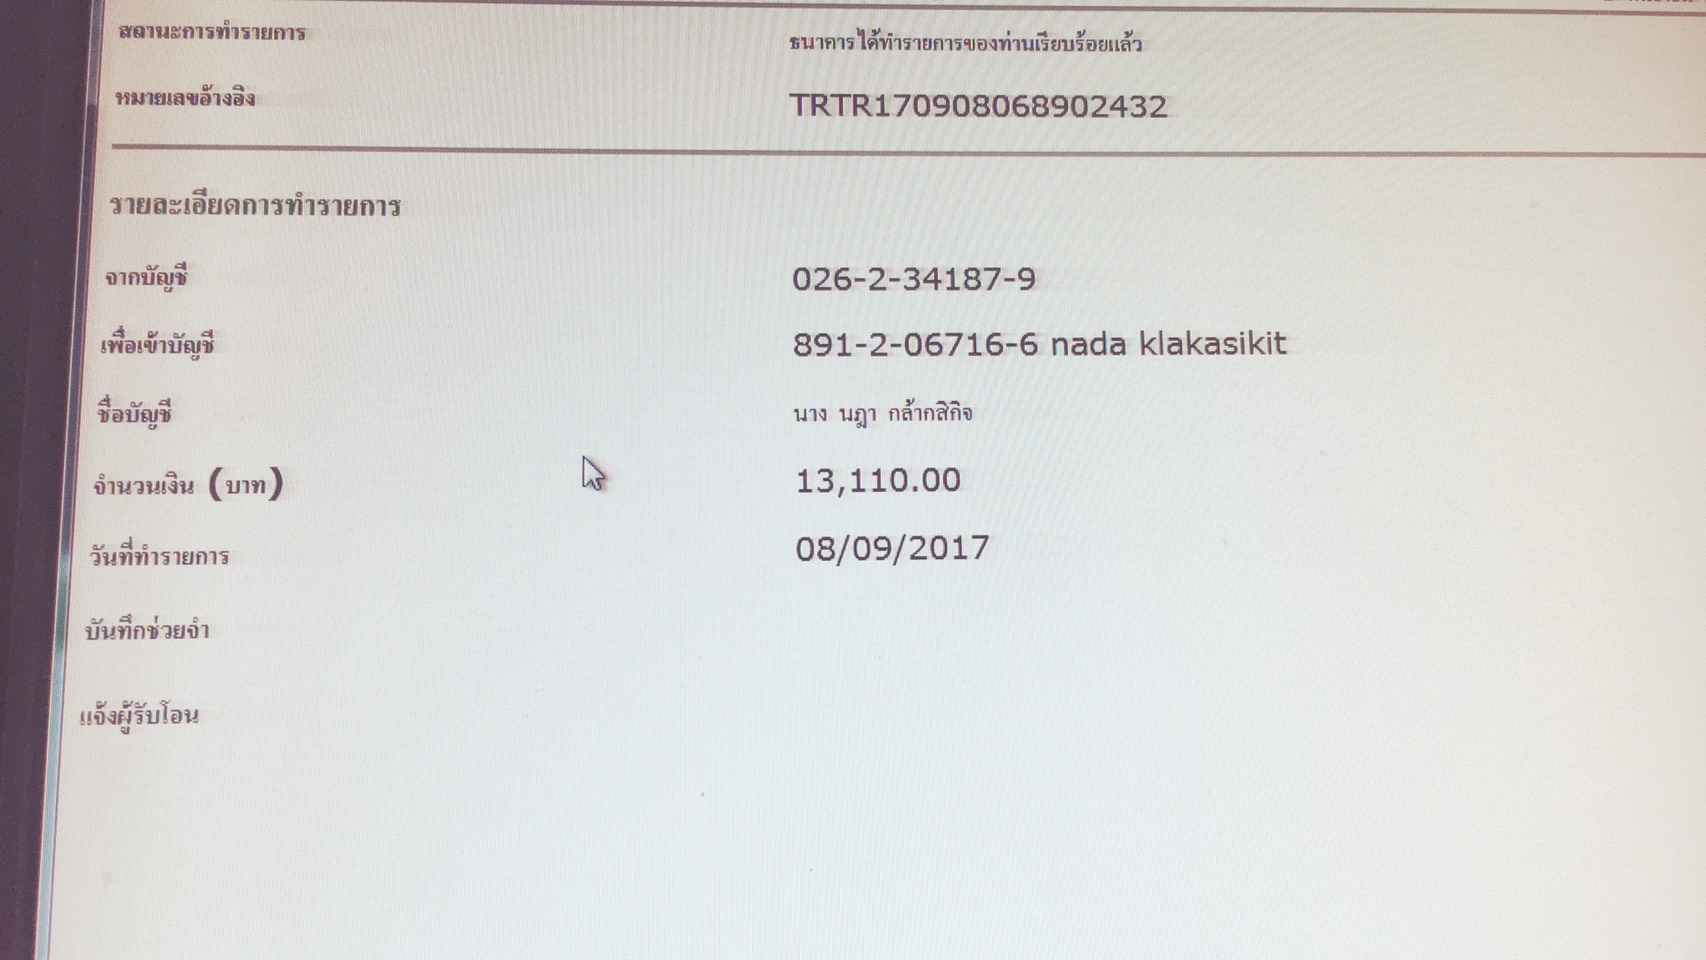 สถานะการทำรายการ ธนาคารได้ทำรายการของท่านเรียบร้อยแล้ว
หมายเลขอ้างอิง TRTR170908068902432
รายละเอียดการทำรายการ
จากบัญชี 026-2-34187-9
เพื่อเข้าบัญชี 891-2-06716-6 nada klakasikit
ชื่อบัญชี นาง นฎา กล้ากสิกิจ
จำนวนเงิน (บาท) 13,110.00
วันที่ทำรายการ 08/09/2017
บันทึกช่วยจำ
แจ้งผู้รับโอน